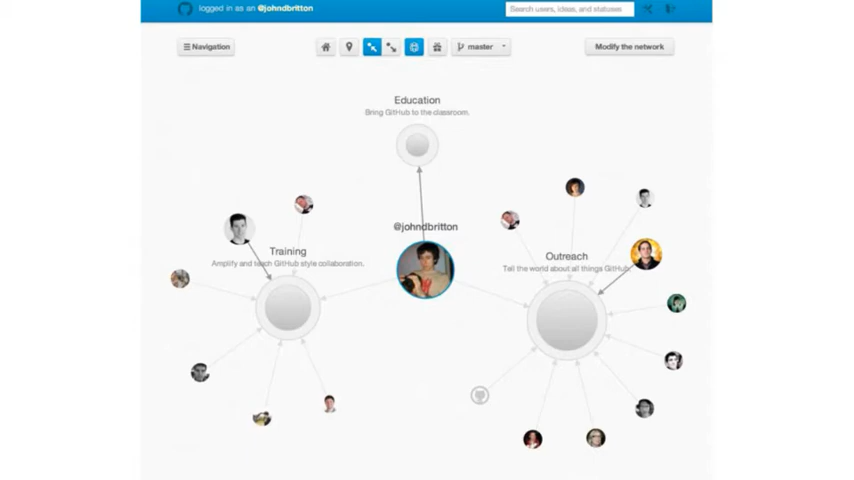 logged in as an @johndbritton
Search users, ideas, and statuses
Navigation
master
Modify the network
Education
Bring GitHub to the classroom.
@johndbritton
Training
Amplify and teach GitHub style collaboration.
Outreach
Tell the world about all things GitHub.